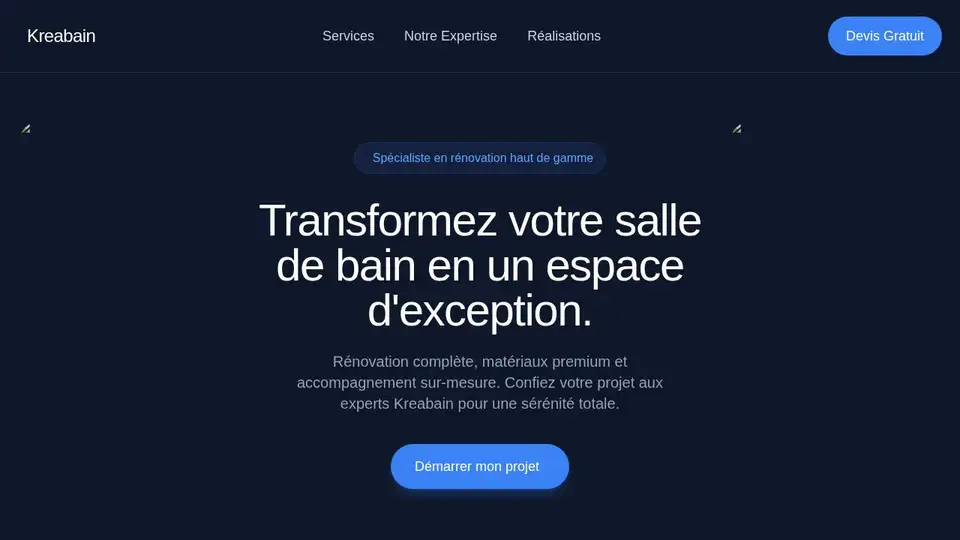 Kreabain
Services
Notre Expertise
Réalisations
Devis Gratuit
Spécialiste en rénovation haut de gamme
Transformez votre salle
de bain en un espace
d'exception.
Rénovation complète, matériaux premium et
accompagnement sur-mesure. Confiez votre projet aux
experts Kreabain pour une sérénité totale.
Démarrer mon projet